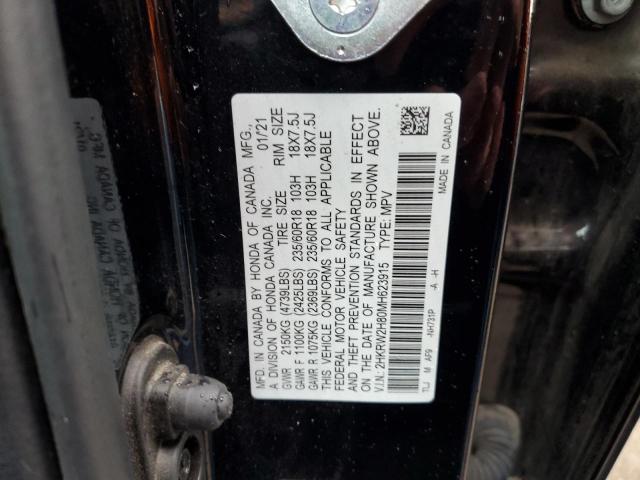 MFD. IN CANADA BY HONDA OF CANADA MFG.,
A DIVISION OF HONDA CANADA INC. 01/21
GVWR 2150KG (4739LBS) TIRE SIZE RIM SIZE
GAWR F 1100KG (2425LBS) 235/60R18 103H 18X7.5J
GAWR R 1075KG (2369LBS) 235/60R18 103H 18X7.5J
THIS VEHICLE CONFORMS TO ALL APPLICABLE
FEDERAL MOTOR VEHICLE SAFETY
AND THEFT PREVENTION STANDARDS IN EFFECT
ON THE DATE OF MANUFACTURE SHOWN ABOVE.
V.I.N.: 2HKRW2H80MH623915 TYPE: MPV
TLJ M AF9 -NH731P -A -H
MADE IN CANADA